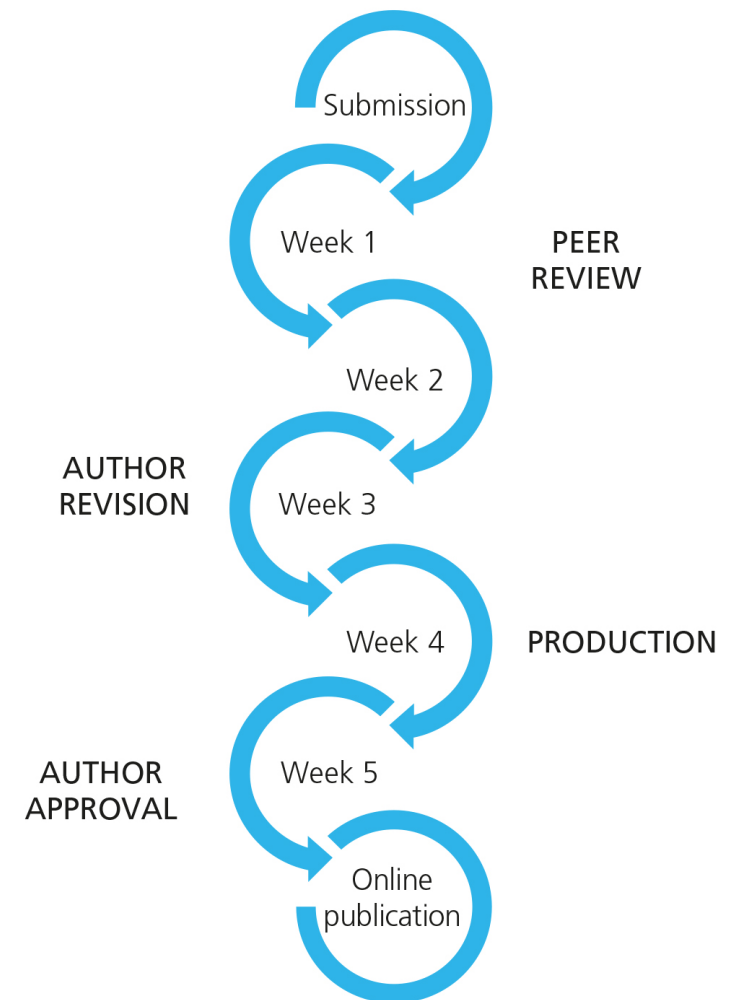 Submission
Week 1
PEER
REVIEW
Week 2
AUTHOR
REVISION
Week 3
Week 4
PRODUCTION
AUTHOR
APPROVAL
Week 5
Online
publication